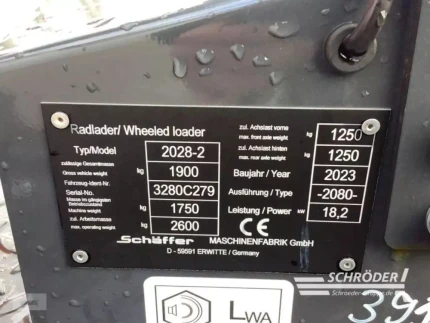 Radlader/ Wheeled loader
Typ/Model 2028-2
zulässige Gesamtmasse
Gross vehicle weight kg 1900
Fahrzeug-Ident-Nr.
Serial-No. 3280C279
Masse im gängigsten
Betriebszustand
Machine weight kg 1750
zul. Arbeitsmasse
max. operating weight kg 2600
zul. Achslast vorne
max. front axle weight kg 1250
zul. Achslast hinten
max. rear axle weight kg 1250
Baujahr / Year 2023
Ausführung / Type -2080-
Leistung / Power kW 18,2
CE
Schäffer MASCHINENFABRIK GmbH
D - 59591 ERWITTE / Germany
LWA
SCHRÖDER